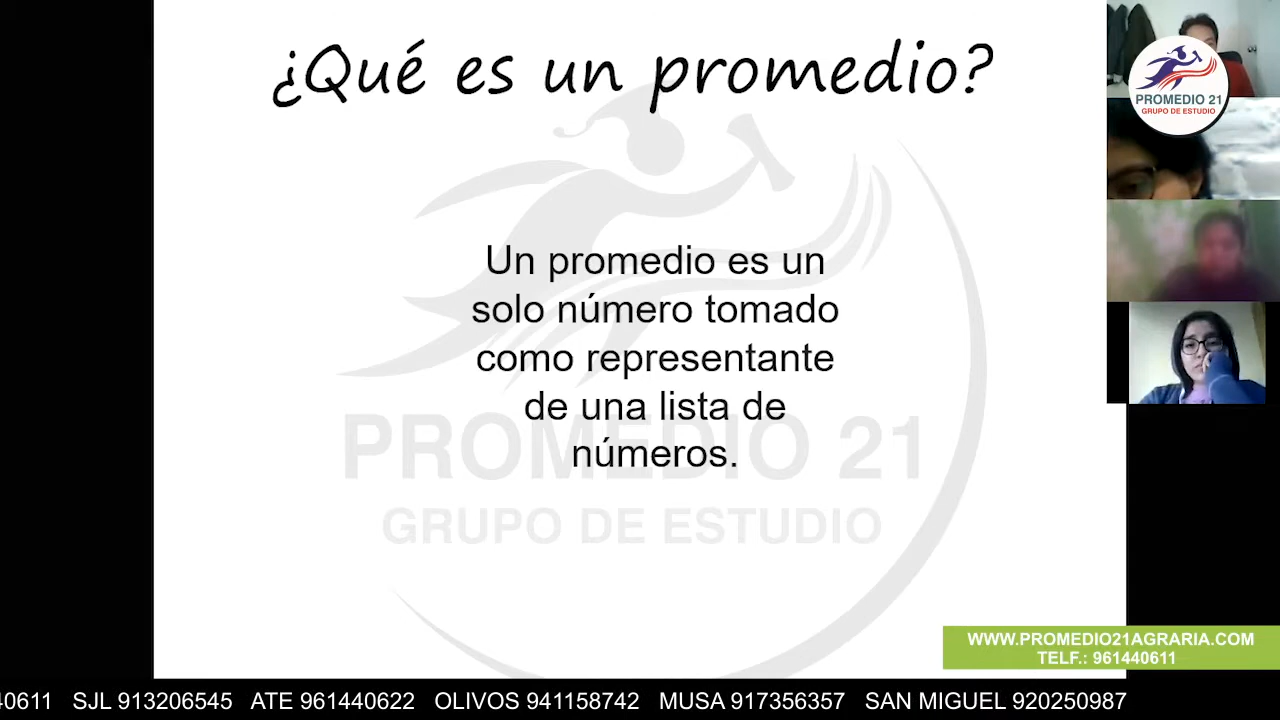 ¿Qué es un promedio?
PROMEDIO 21
GRUPO DE ESTUDIO
Un promedio es un
solo número tomado
como representante
de una lista de
números.
PROMEDIO 21
GRUPO DE ESTUDIO
WWW.PROMEDIO21AGRARIA.COM
TELF.: 961440611
40611 SJL 913206545 ATE 961440622 OLIVOS 941158742 MUSA 917356357 SAN MIGUEL 920250987